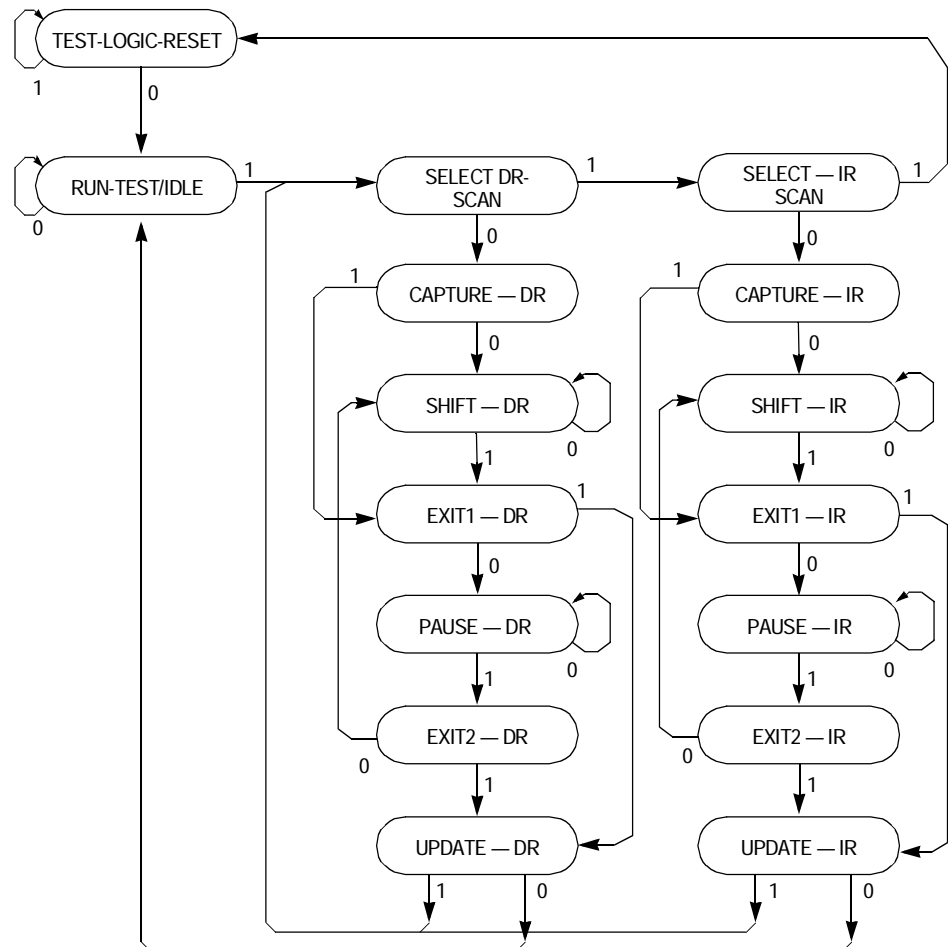 TEST-LOGIC-RESET
1
0
RUN-TEST/IDLE
0
1
SELECT DR-
SCAN
1
SELECT — IR
SCAN
1
0
0
1
CAPTURE — DR
1
CAPTURE — IR
0
0
SHIFT — DR
0
SHIFT — IR
0
1
1
EXIT1 — DR
1
EXIT1 — IR
1
0
0
PAUSE — DR
0
PAUSE — IR
0
1
1
EXIT2 — DR
0
EXIT2 — IR
0
1
1
UPDATE — DR
UPDATE — IR
1
0
1
0